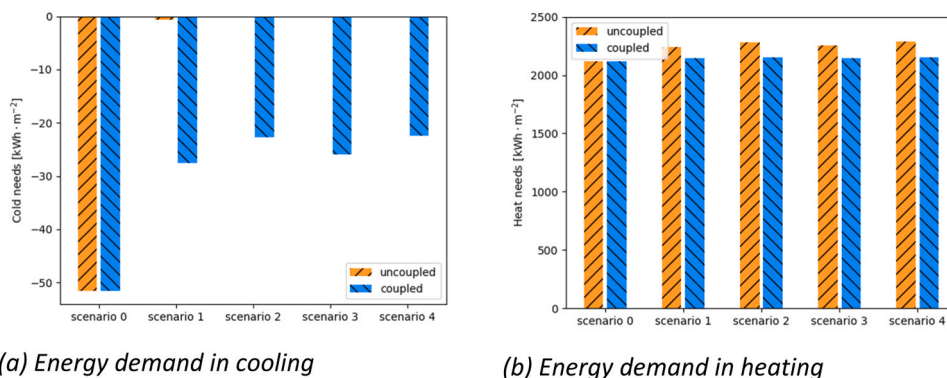 0
−10
−20
−30
−40
−50
Cold needs [kWh · m⁻²]
uncoupled
coupled
scenario 0 scenario 1 scenario 2 scenario 3 scenario 4
(a) Energy demand in cooling
2500
2000
1500
1000
500
0
Heat needs [kWh · m⁻²]
uncoupled
coupled
scenario 0 scenario 1 scenario 2 scenario 3 scenario 4
(b) Energy demand in heating